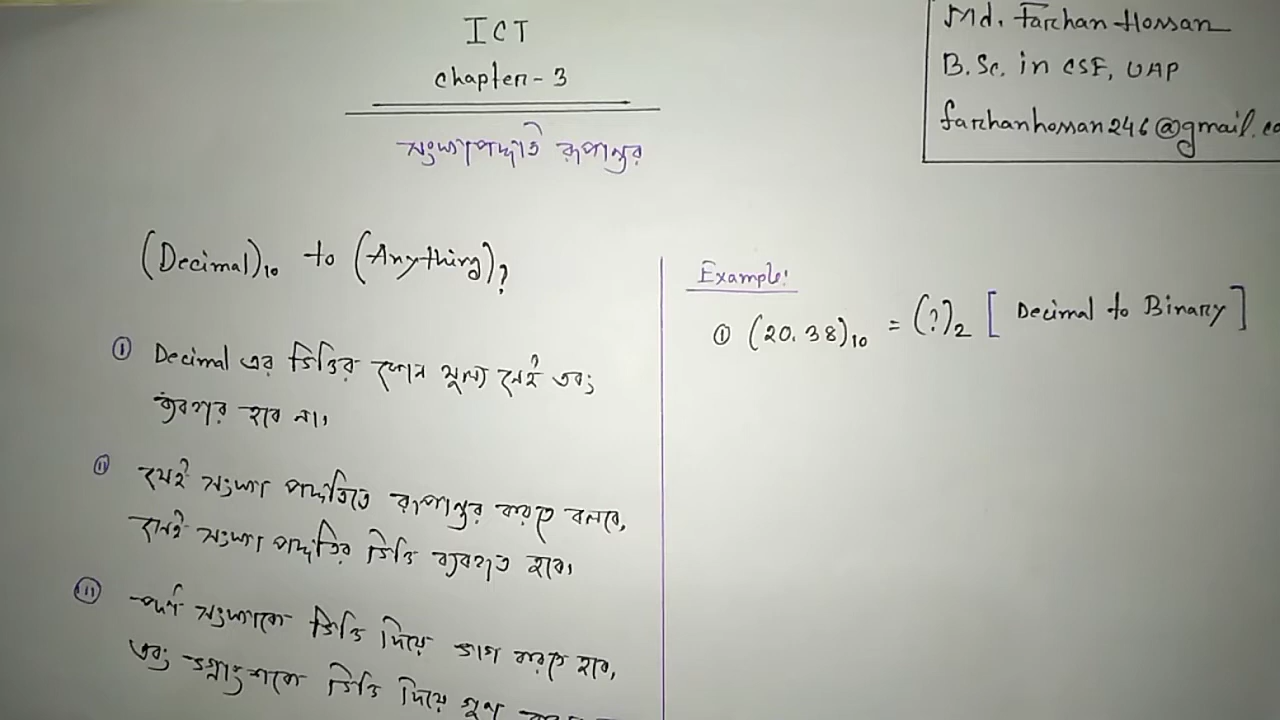 ICT
Chapter-3
সংখ্যাপদ্ধতি রূপান্তর
Md. Farhan Hossan
B.Sc. in CSE, UAP
farhanhossan246@gmail.co
(Decimal)10 to (Anything)?
① Decimal এর ভিত্তির কোন মূল্য নেই এবং
ব্যবহার হবে না।
② যেই সংখ্যা পদ্ধতিতে রূপান্তর করতে বলবে,
সেই সংখ্যা পদ্ধতির ভিত্তি ব্যবহৃত হবে।
③ পূর্ণ সংখ্যাকে ভিত্তি দিয়ে ভাগ করতে হবে,
এবং ভগ্নাংশকে ভিত্তি দিয়ে গুণ
Example:
① (20.38)10 = (?)2 [ Decimal to Binary ]